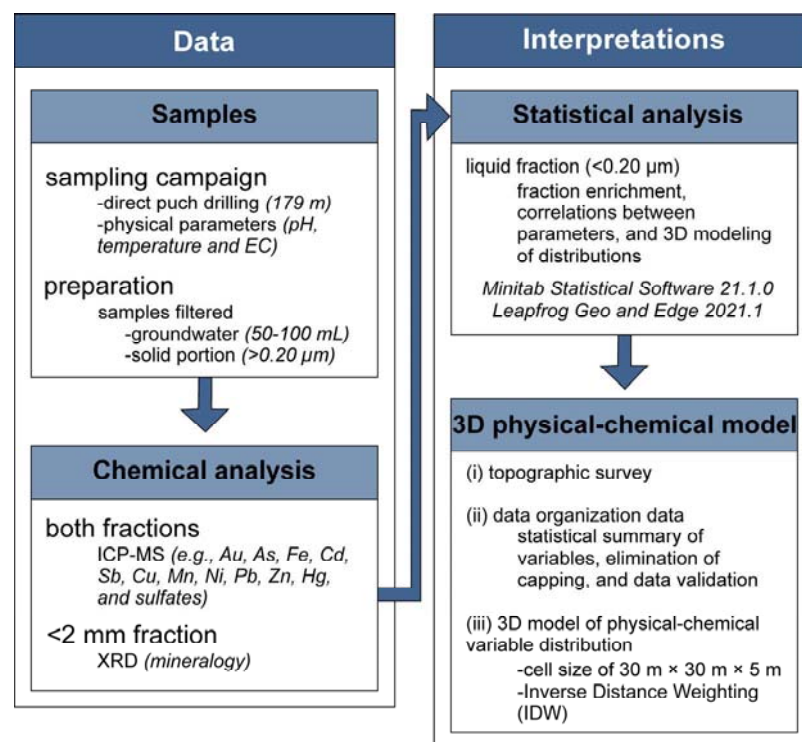 Data
Samples
sampling campaign
-direct puch drilling (179 m)
-physical parameters (pH,
temperature and EC)
preparation
samples filtered
-groundwater (50-100 mL)
-solid portion (>0.20 µm)
Chemical analysis
both fractions
ICP-MS (e.g., Au, As, Fe, Cd,
Sb, Cu, Mn, Ni, Pb, Zn, Hg,
and sulfates)
<2 mm fraction
XRD (mineralogy)
Interpretations
Statistical analysis
liquid fraction (<0.20 µm)
fraction enrichment,
correlations between
parameters, and 3D modeling
of distributions
Minitab Statistical Software 21.1.0
Leapfrog Geo and Edge 2021.1
3D physical-chemical model
(i) topographic survey
(ii) data organization data
statistical summary of
variables, elimination of
capping, and data validation
(iii) 3D model of physical-chemical
variable distribution
-cell size of 30 m × 30 m × 5 m
-Inverse Distance Weighting
(IDW)